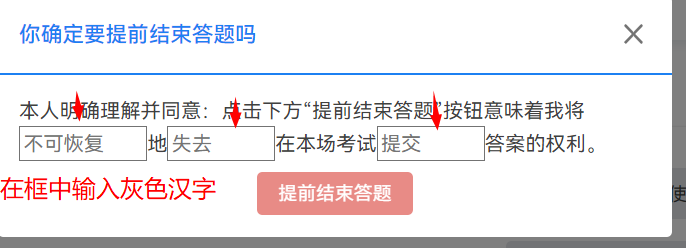 你确定要提前结束答题吗
本人明确理解并同意：点击下方“提前结束答题”按钮意味着我将
不可恢复地失去在本场考试提交答案的权利。
在框中输入灰色汉字
提前结束答题
使